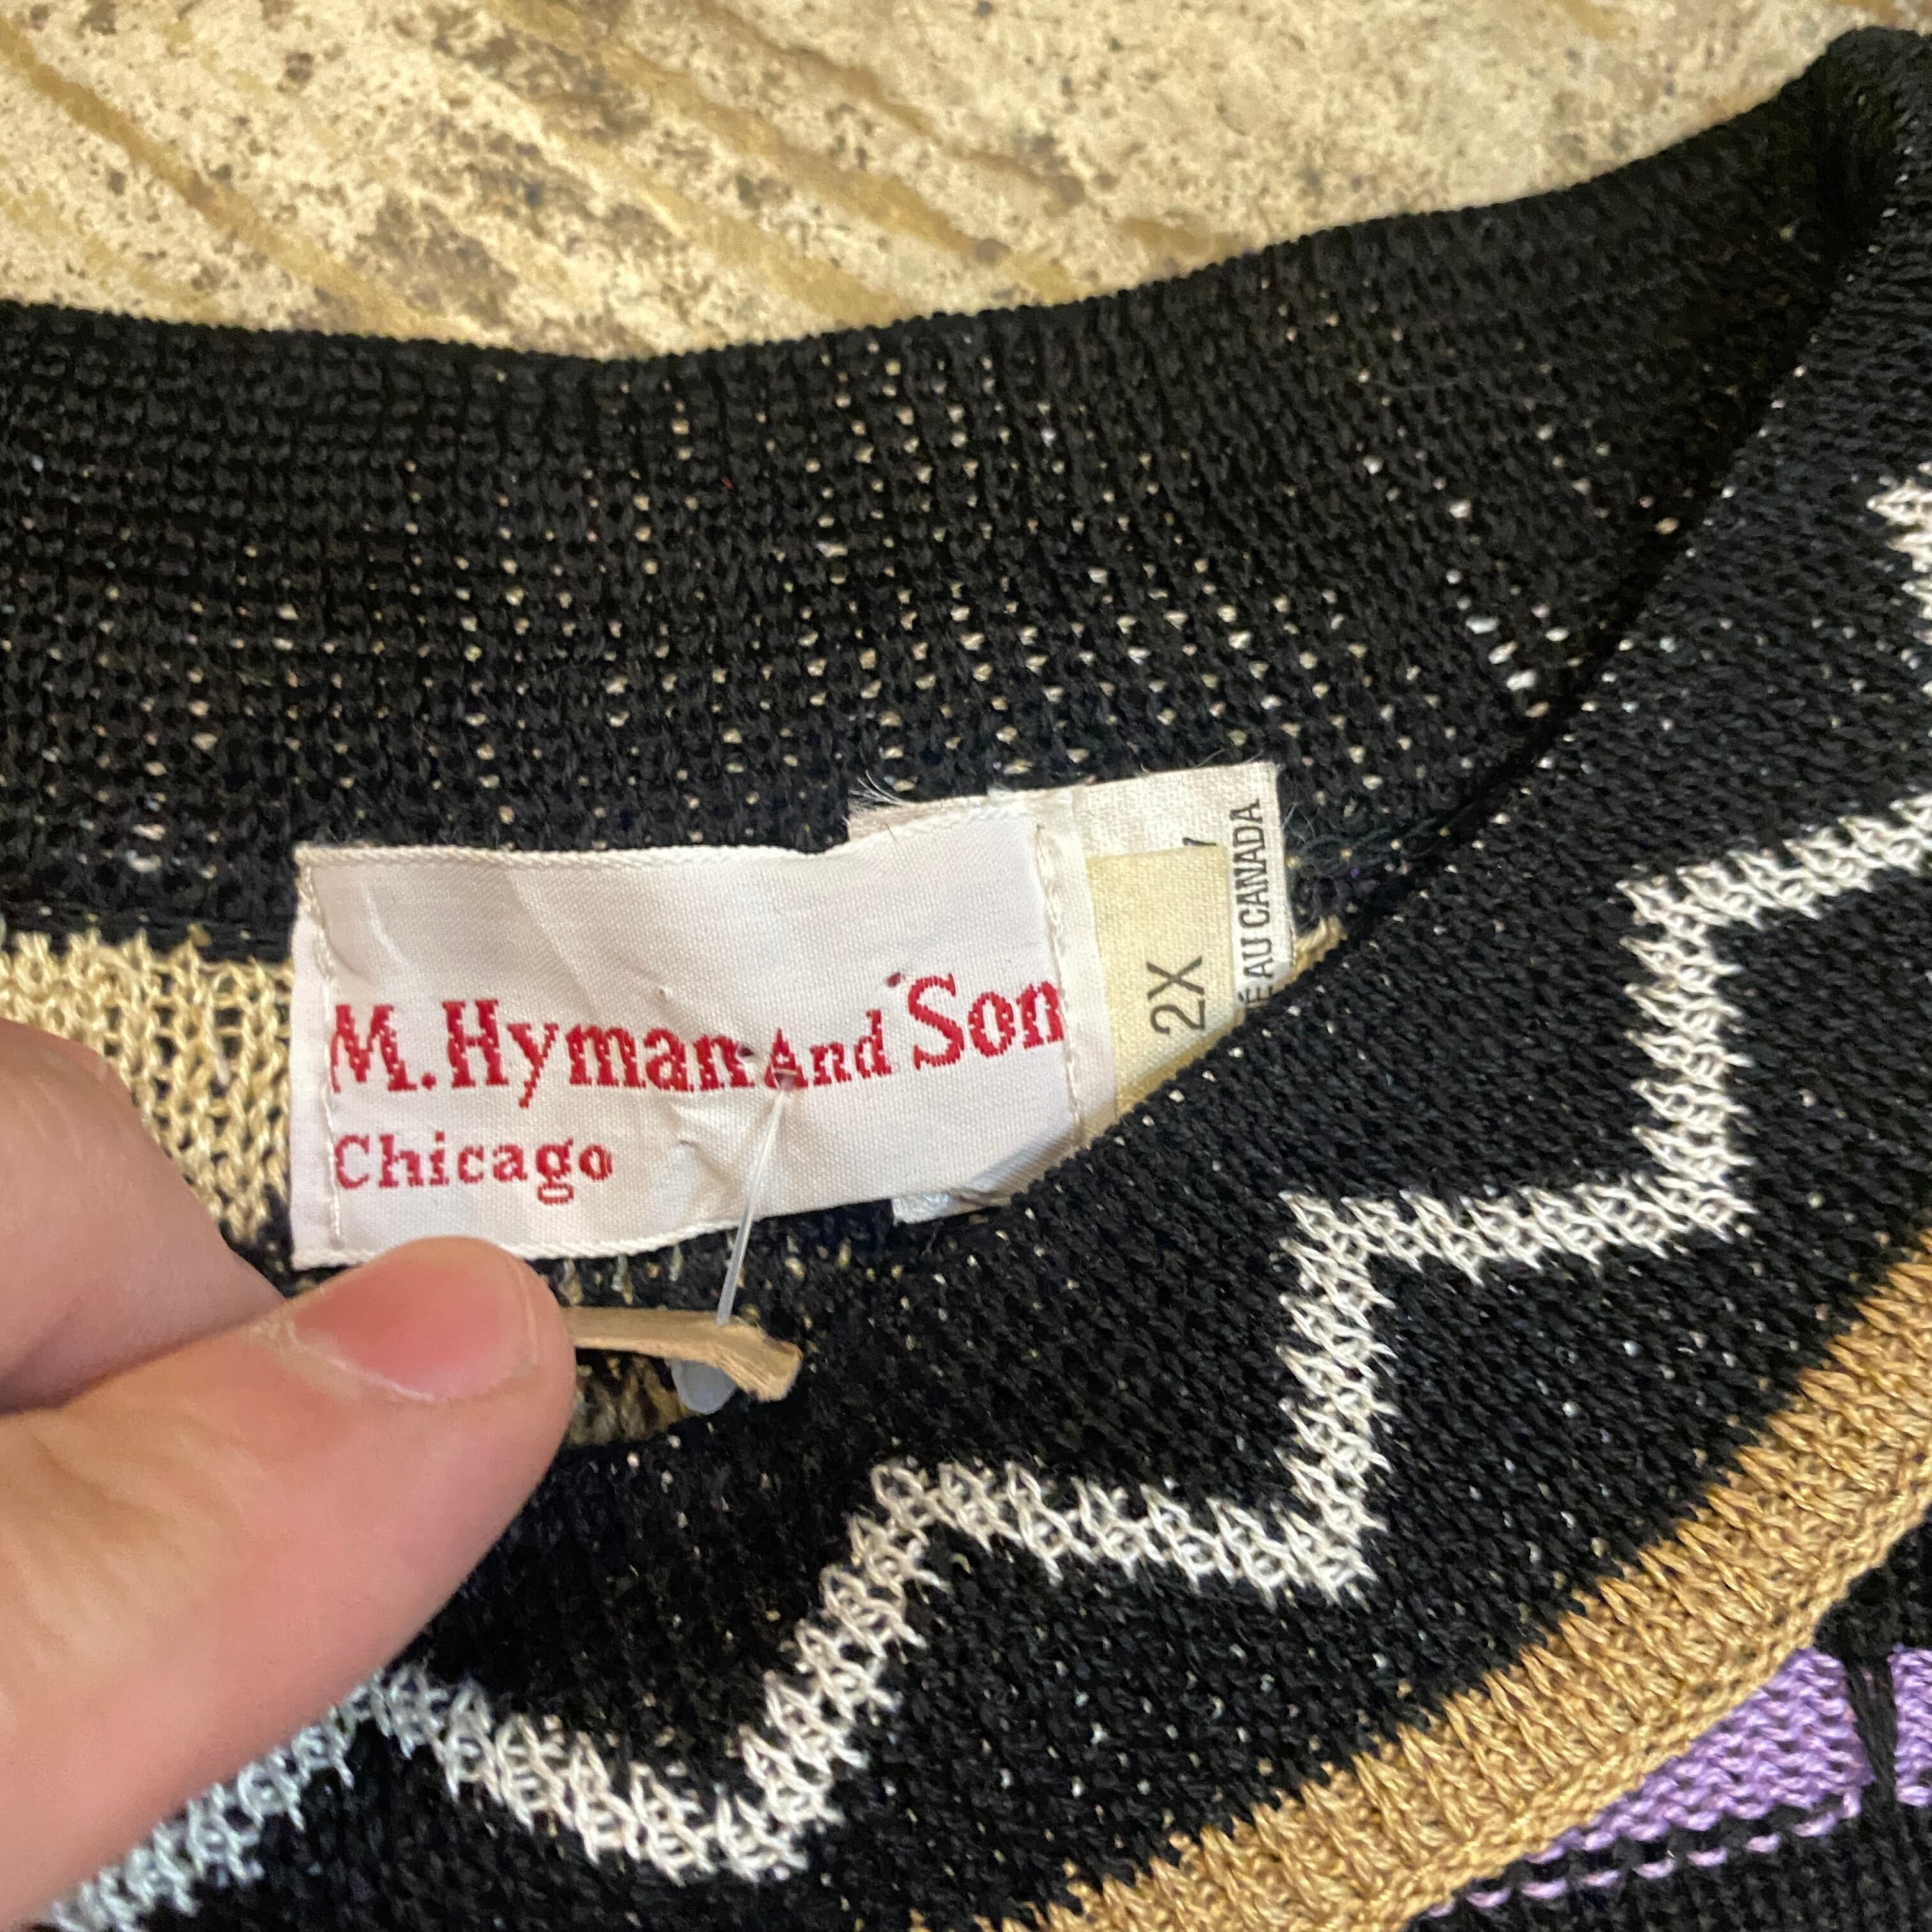 M. Hyman And Son
Chicago
2X
É AU CANADA